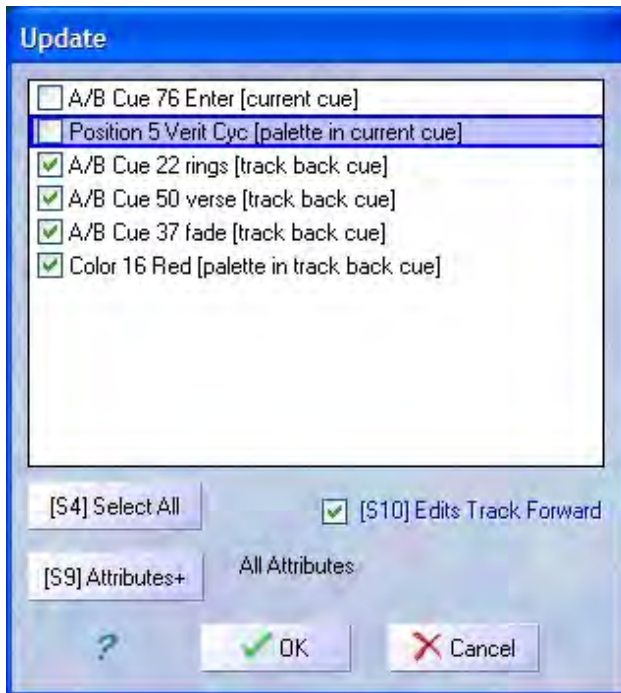 Update
A/B Cue 76 Enter [current cue]
Position 5 Verit Cyc [palette in current cue]
A/B Cue 22 rings [track back cue]
A/B Cue 50 verse [track back cue]
A/B Cue 37 fade [track back cue]
Color 16 Red [palette in track back cue]
[S4] Select All
[S10] Edits Track Forward
[S9] Attributes+
All Attributes
?
OK
Cancel